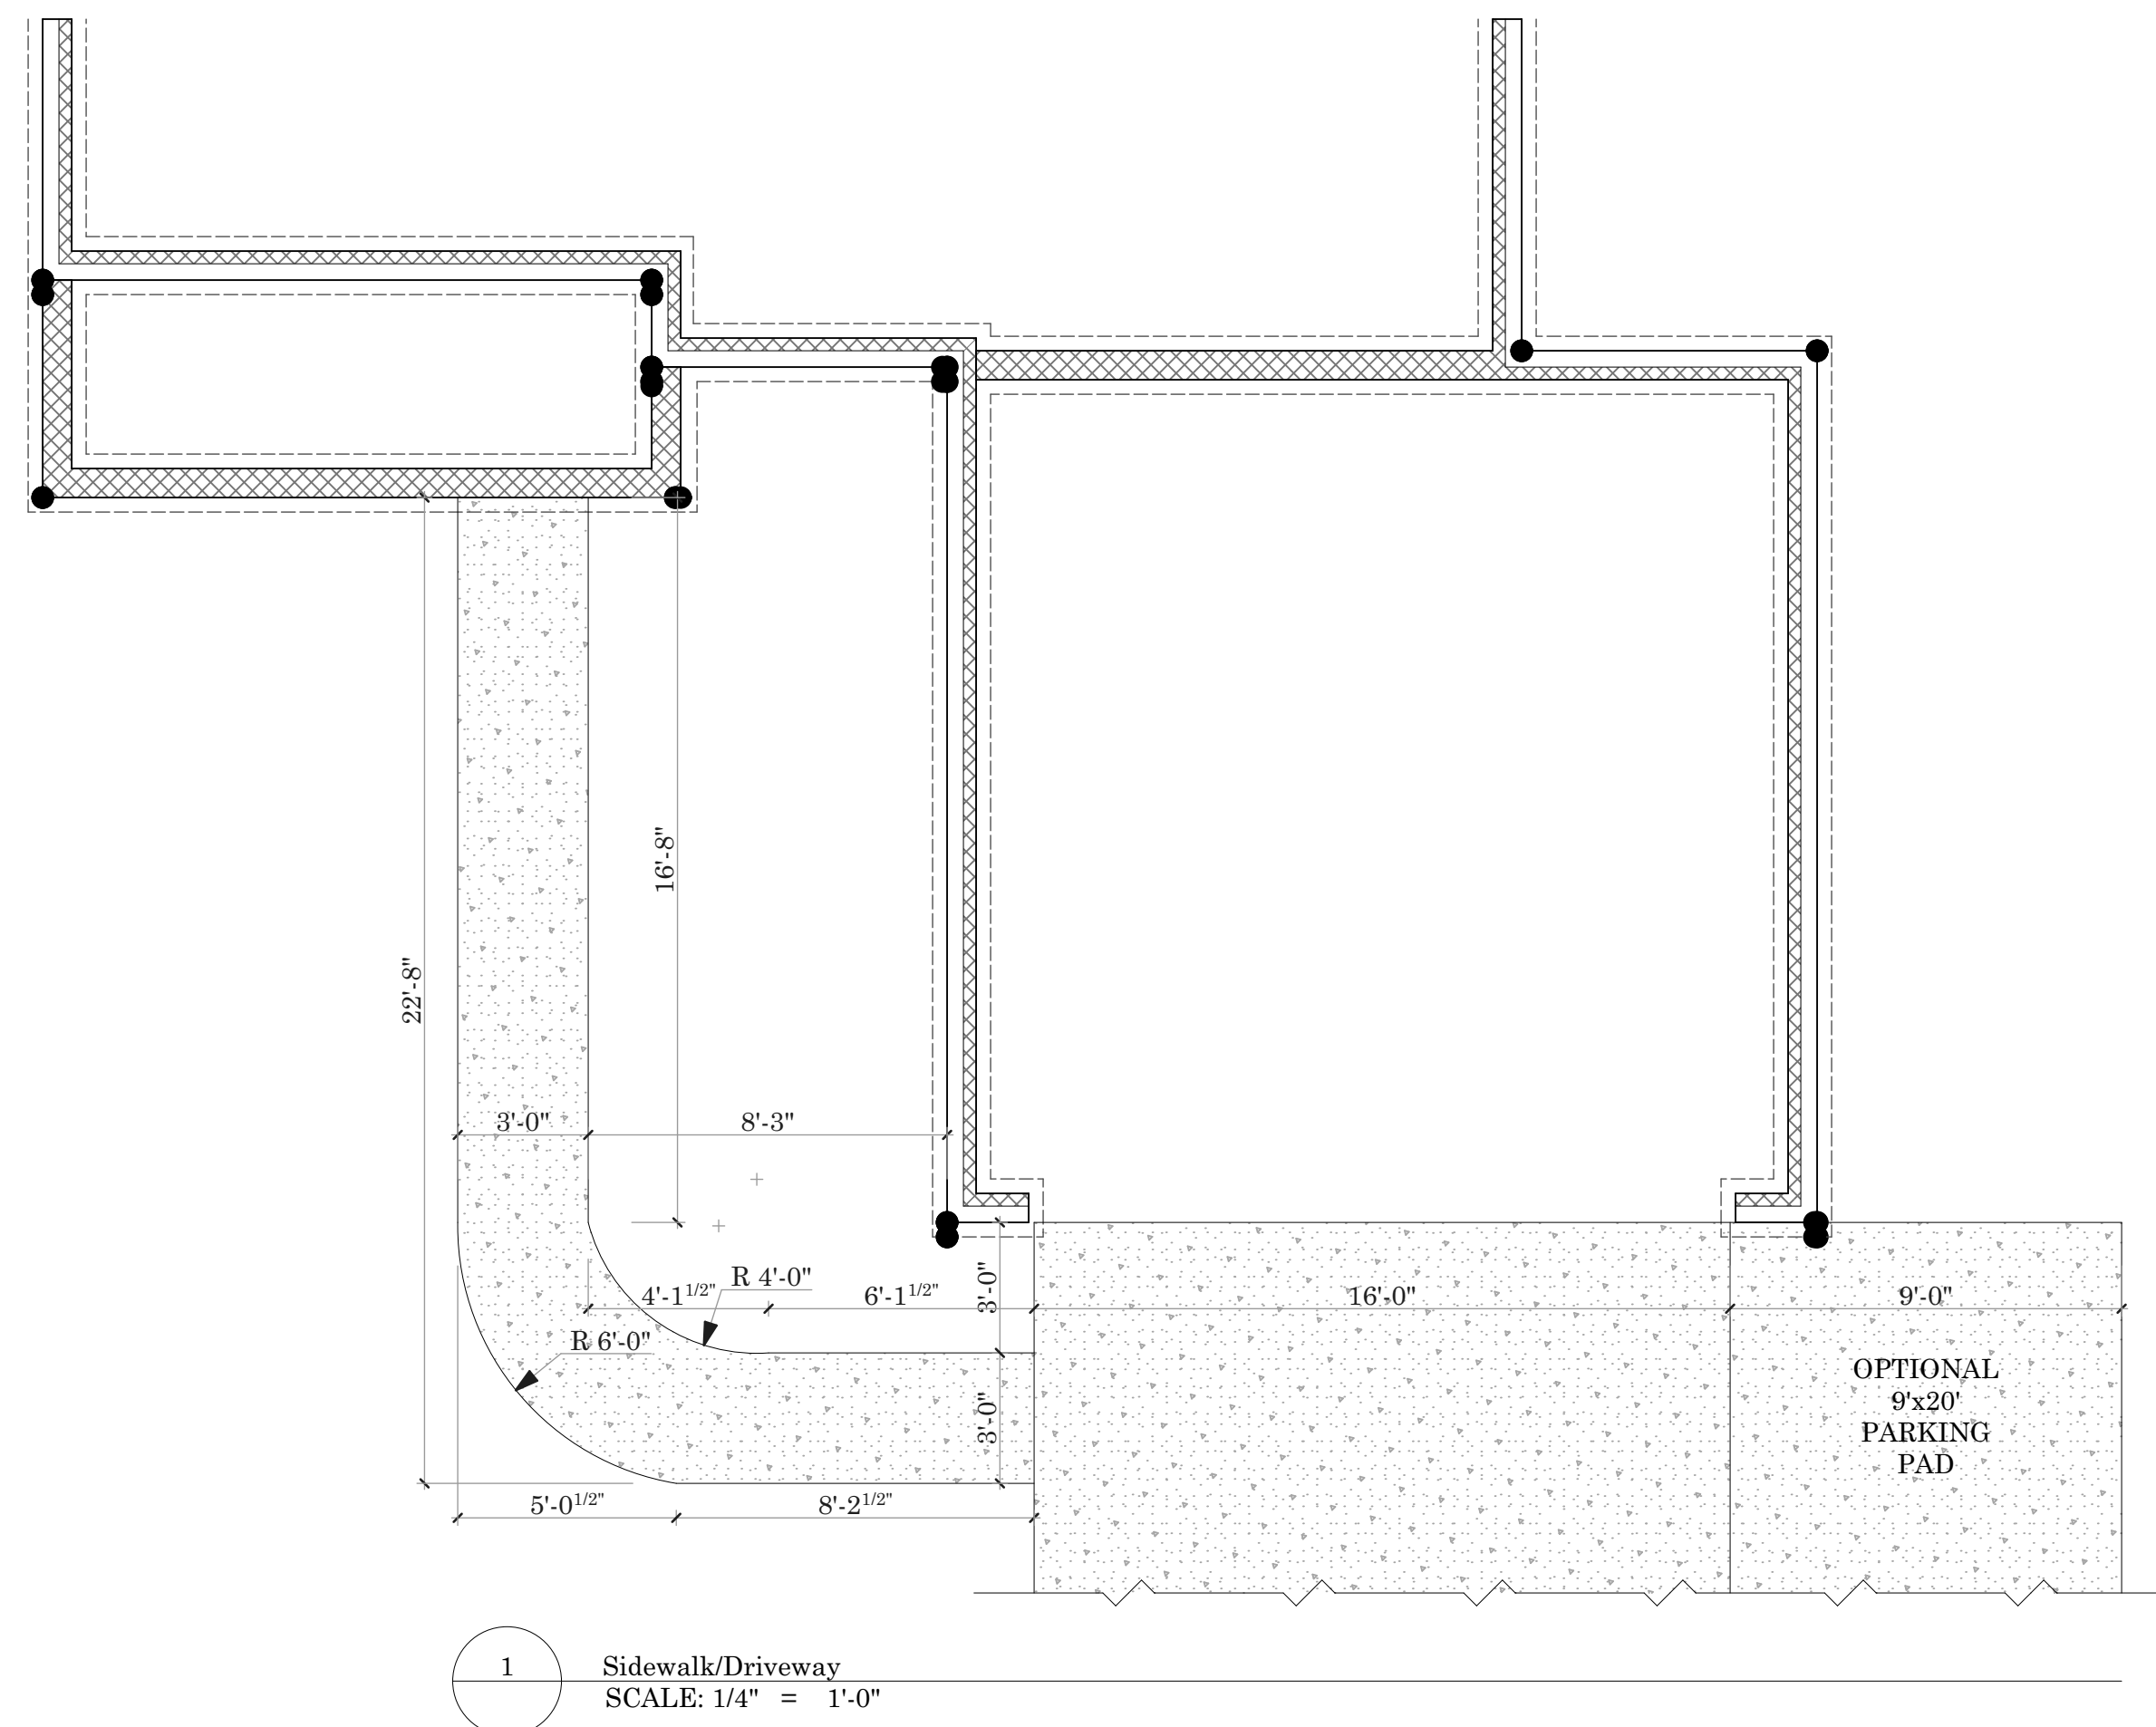 16'-8"
22'-8"
3'-0"
8'-3"
4'-1 1/2"
R 4'-0"
6'-1 1/2"
3'-0"
16'-0"
9'-0"
R 6'-0"
3'-0"
OPTIONAL
9'x20'
PARKING
PAD
5'-0 1/2"
8'-2 1/2"
1
Sidewalk/Driveway
SCALE: 1/4" = 1'-0"